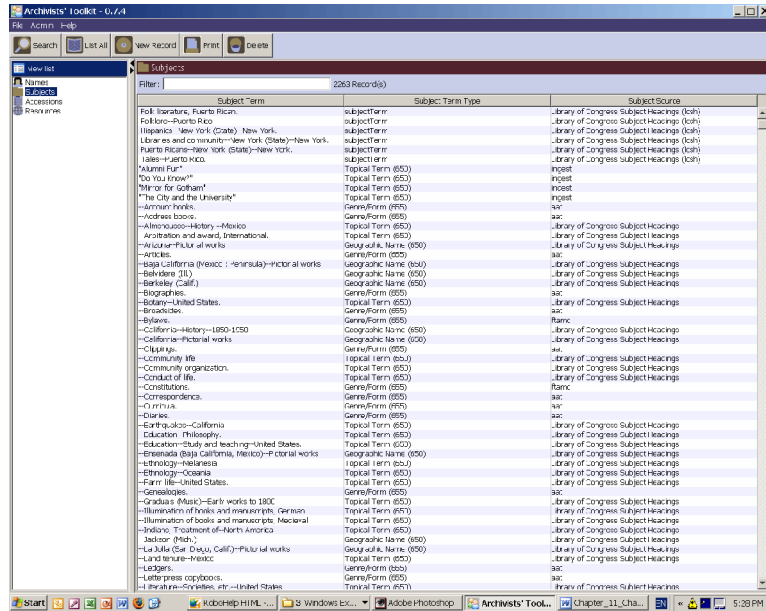 Archivists' Toolkit - 0.7.4
File Admin Help
Search List All New Record Print Delete
View list
Names
Subjects
Accessions
Resources
Subjects
Filter: 2263 Record(s)
Subject Term Subject Term Type Subject Source
Folk literature, Puerto Rican. subjectTerm Library of Congress Subject Headings (lcsh)
Folklore--Puerto Rico subjectTerm Library of Congress Subject Headings (lcsh)
Hispanics New York (State) New York. subjectTerm Library of Congress Subject Headings (lcsh)
Libraries and community--New York (State)--New York. subjectTerm Library of Congress Subject Headings (lcsh)
Puerto Ricans--New York (State)--New York. subjectTerm Library of Congress Subject Headings (lcsh)
Tales--Puerto Rico. subjectTerm Library of Congress Subject Headings (lcsh)
"Alumni Fun" Topical Term (650) ingest
"Do You Know?" Topical Term (650) ingest
"Mirror for Gotham" Topical Term (650) ingest
"The City and the University" Topical Term (650) ingest
--Account books. Genre/Form (655) aat
--Address books. Genre/Form (655) aat
--Almanaques--History --Mexico Topical Term (650) Library of Congress Subject Headings
Arbitration and award, International. Topical Term (650) Library of Congress Subject Headings
--Arizona--Pictorial works Geographic Name (650) Library of Congress Subject Headings
--Articles. Genre/Form (655) aat
--Baja California (Mexico : Peninsula)--Pictorial works Geographic Name (650) Library of Congress Subject Headings
--Belvidere (Ill.) Geographic Name (650) Library of Congress Subject Headings
--Berkeley (Calif.) Geographic Name (650) Library of Congress Subject Headings
--Biographies. Genre/Form (655) aat
--Botany--United States. Topical Term (650) Library of Congress Subject Headings
--Broadsides. Genre/Form (655) aat
--Bylaws. Genre/Form (655) ftamc
--California--History--1850-1950 Geographic Name (650) Library of Congress Subject Headings
--California--Pictorial works Geographic Name (650) Library of Congress Subject Headings
--Clippings. Genre/Form (655) aat
--Community life Topical Term (650) Library of Congress Subject Headings
--Community organization. Topical Term (650) Library of Congress Subject Headings
--Conduct of life. Topical Term (650) Library of Congress Subject Headings
--Constitutions. Genre/Form (655) ftamc
--Correspondence. Genre/Form (655) aat
--Curricula. Genre/Form (655) aat
--Diaries. Genre/Form (655) aat
--Earthquakes--California Topical Term (650) Library of Congress Subject Headings
Education Philosophy. Topical Term (650) Library of Congress Subject Headings
--Education--Study and teaching--United States. Topical Term (650) Library of Congress Subject Headings
--Ensenada (Baja California, Mexico)--Pictorial works Geographic Name (650) Library of Congress Subject Headings
--Ethnology--Melanesia Topical Term (650) Library of Congress Subject Headings
--Ethnology--Oceania Topical Term (650) Library of Congress Subject Headings
--Farm life--United States. Topical Term (650) Library of Congress Subject Headings
--Genealogies. Genre/Form (655) aat
--Graduals (Music)--Early works to 1800 Topical Term (650) Library of Congress Subject Headings
--Illumination of books and manuscripts, German Topical Term (650) Library of Congress Subject Headings
--Illumination of books and manuscripts, Medieval Topical Term (650) Library of Congress Subject Headings
--Indians, Treatment of--North America Topical Term (650) Library of Congress Subject Headings
Jackson (Mich.) Geographic Name (650) Library of Congress Subject Headings
--La Jolla (San Diego, Calif.)--Pictorial works Geographic Name (650) Library of Congress Subject Headings
--Land tenure--Mexico Topical Term (650) Library of Congress Subject Headings
--Ledgers. Genre/Form (655) aat
--Letterpress copybooks. Genre/Form (655) aat
--Literature--Societies, etc.--United States Topical Term (650) Library of Congress Subject Headings
Start RoboHelp HTML -... 3 Windows Ex... Adobe Photoshop Archivists' Tool... Chapter_11_Cha... EN « 5:28 PM